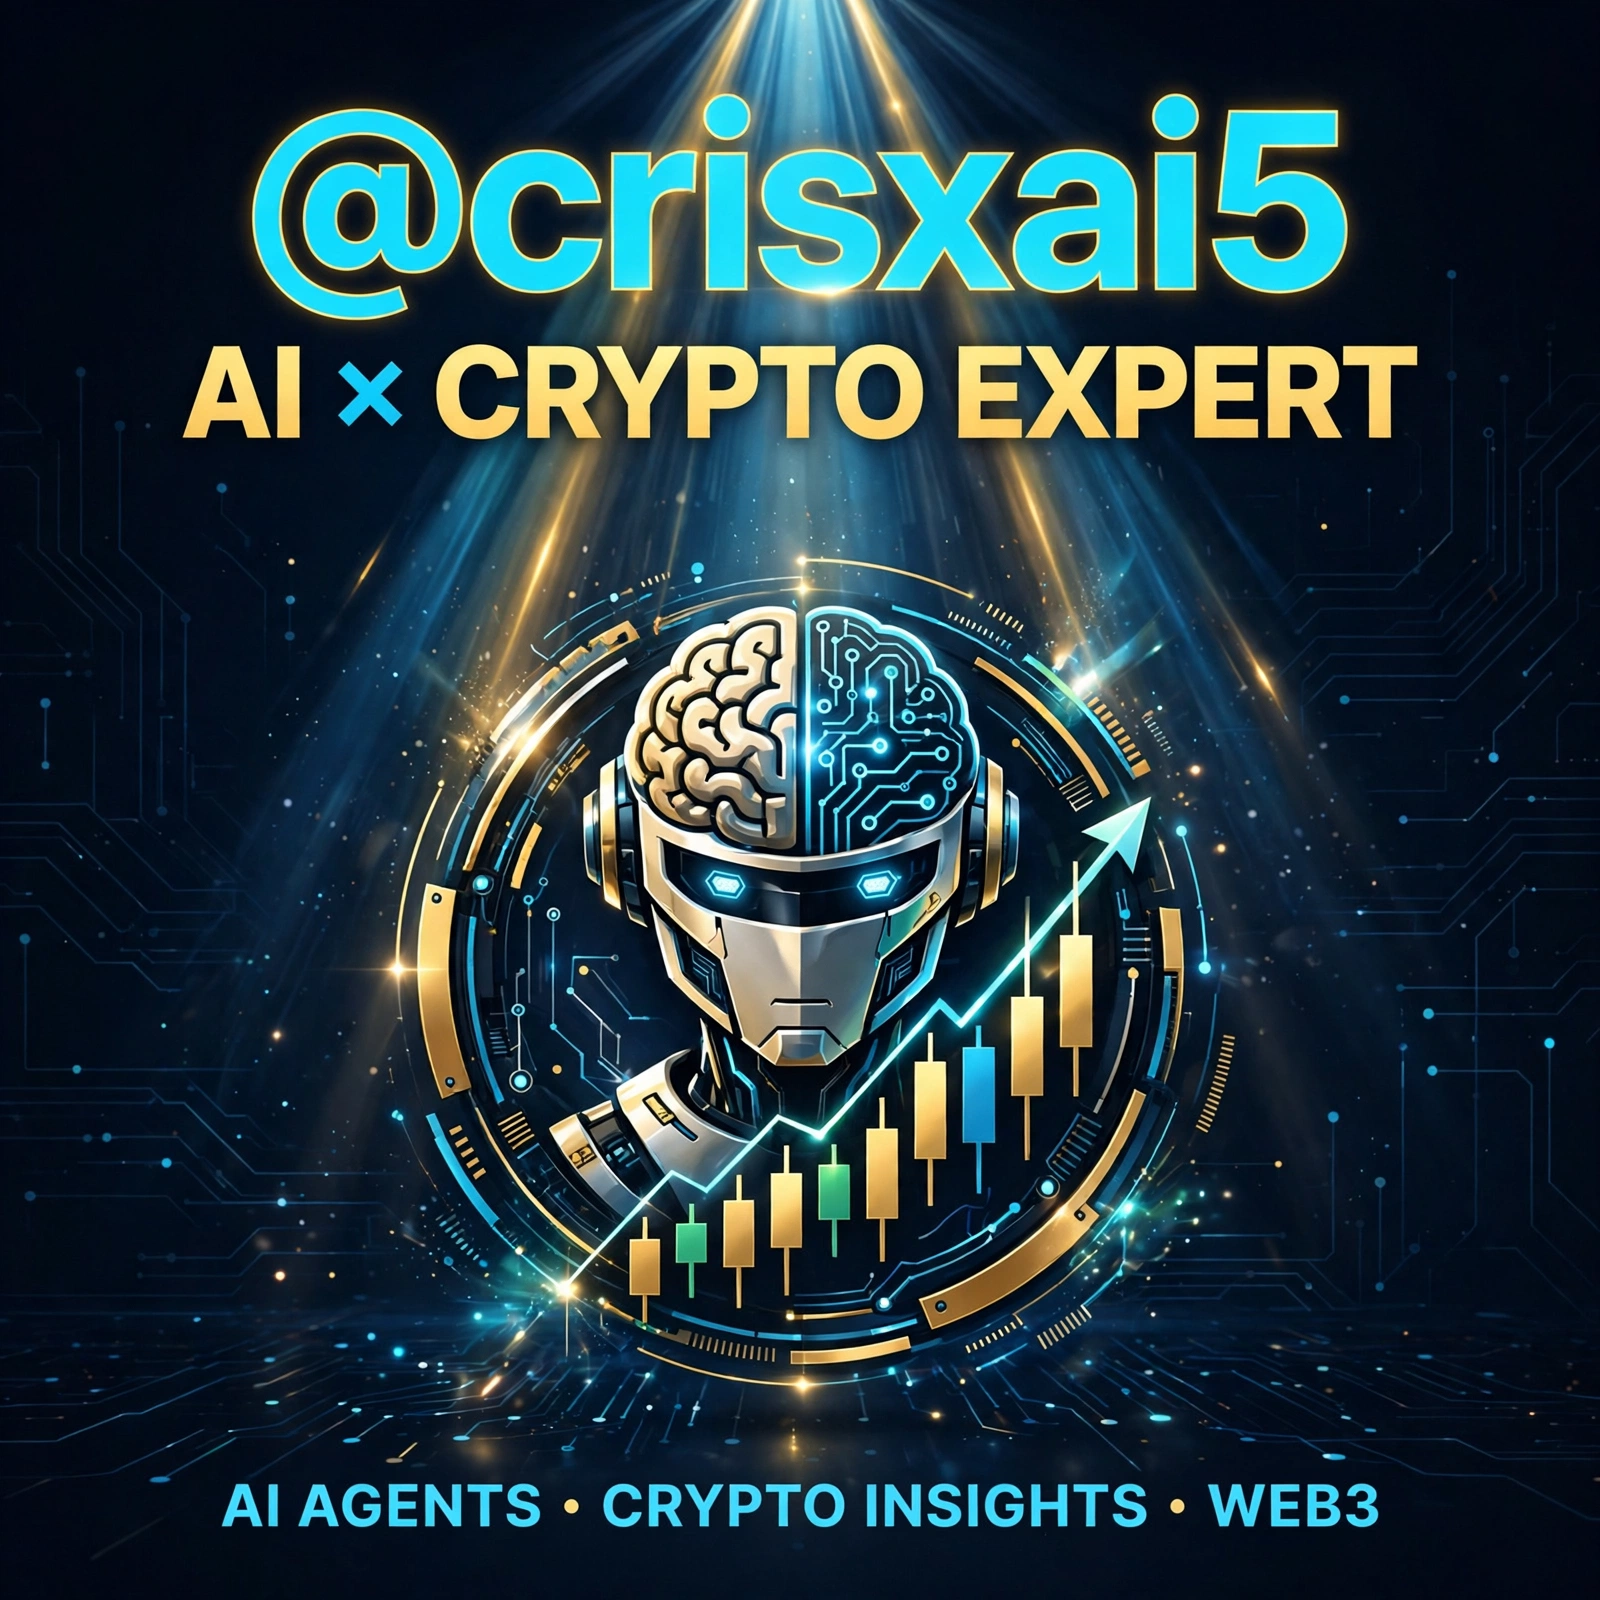 @crisxai5
AI × CRYPTO EXPERT
AI AGENTS • CRYPTO INSIGHTS • WEB3